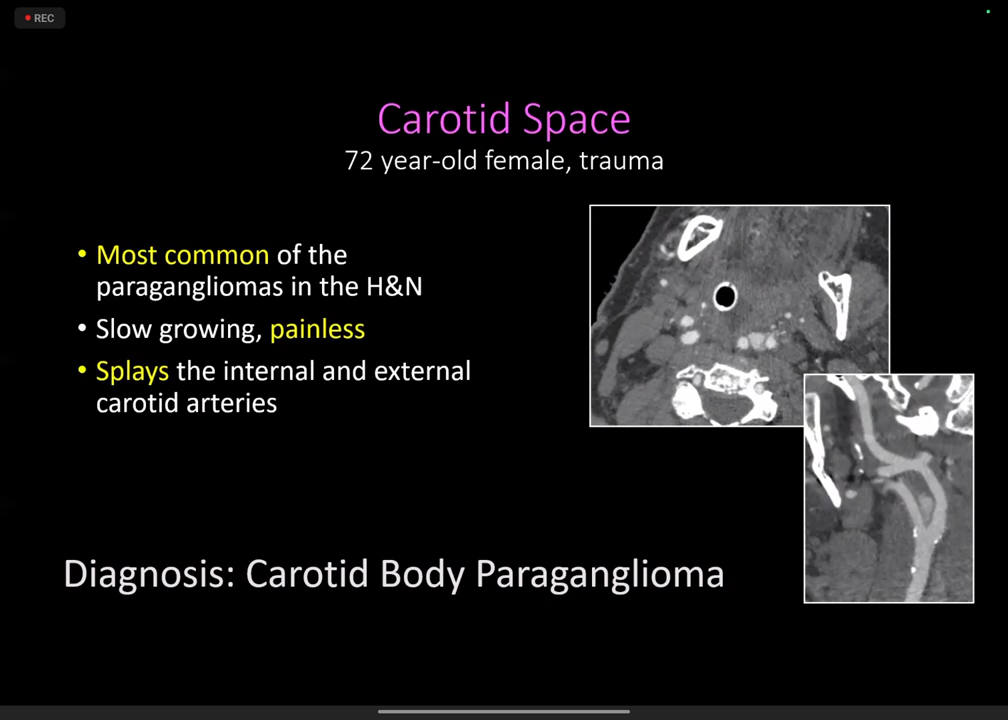 REC
Carotid Space
72 year-old female, trauma
• Most common of the
paragangliomas in the H&N
• Slow growing, painless
• Splays the internal and external
carotid arteries
Diagnosis: Carotid Body Paraganglioma